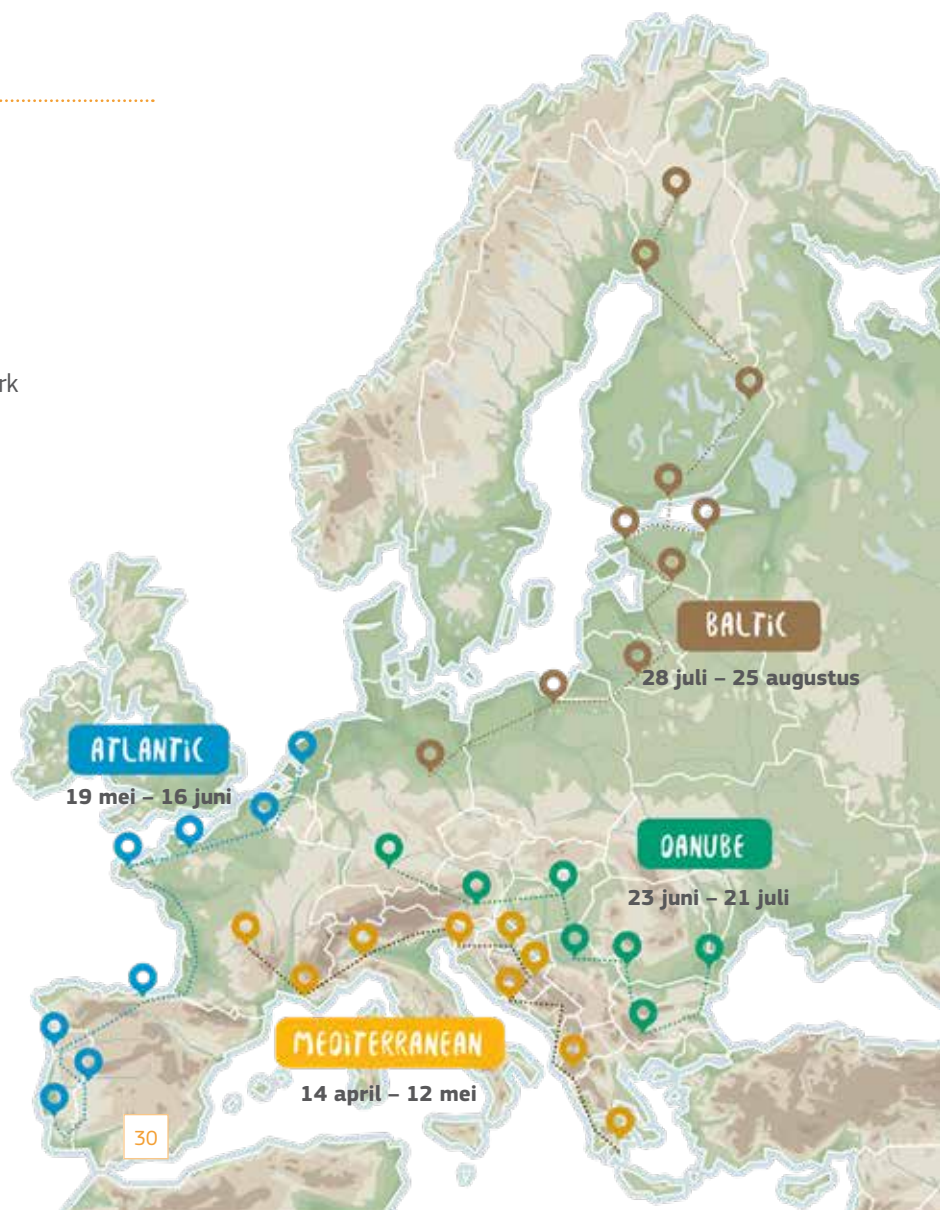 rk
BALTIC
28 juli – 25 augustus
ATLANTIC
19 mei – 16 juni
DANUBE
23 juni – 21 juli
MEDITERRANEAN
14 april – 12 mei
30